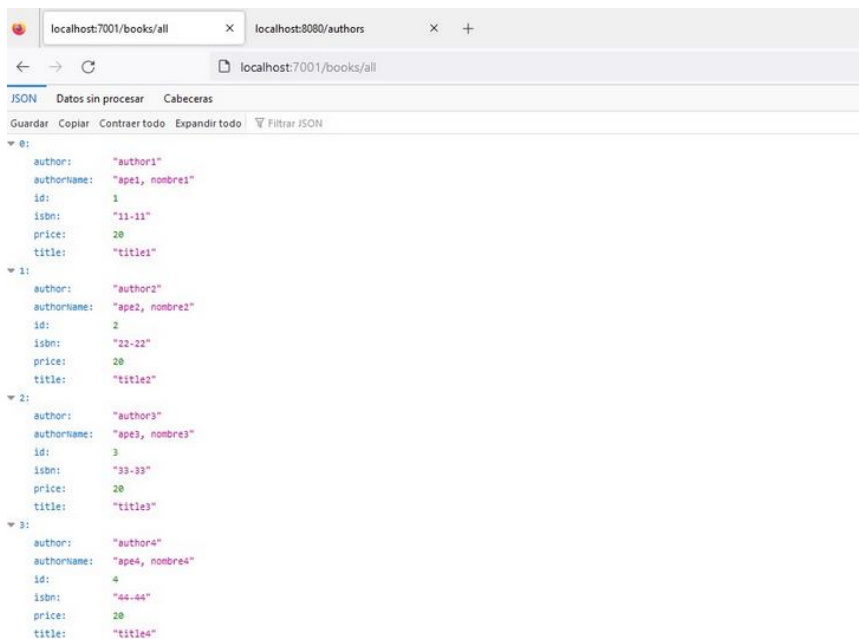 localhost:7001/books/all × localhost:8080/authors × +
localhost:7001/books/all
JSON Datos sin procesar Cabeceras
Guardar Copiar Contraer todo Expandir todo Filtrar JSON
0:
author: "author1"
authorName: "ape1, nombre1"
id: 1
isbn: "11-11"
price: 20
title: "title1"
1:
author: "author2"
authorName: "ape2, nombre2"
id: 2
isbn: "22-22"
price: 20
title: "title2"
2:
author: "author3"
authorName: "ape3, nombre3"
id: 3
isbn: "33-33"
price: 20
title: "title3"
3:
author: "author4"
authorName: "ape4, nombre4"
id: 4
isbn: "44-44"
price: 20
title: "title4"